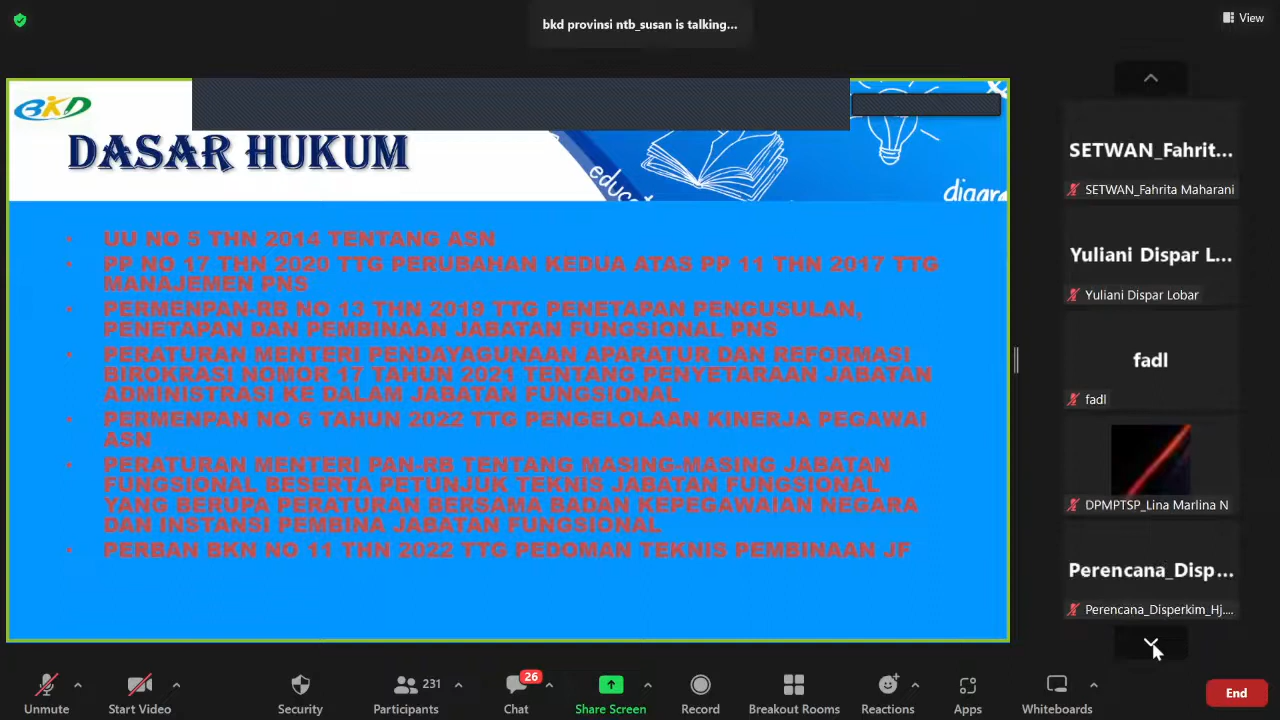 bkd provinsi ntb_susan is talking...
View
BKD
DASAR HUKUM
educat
digara
• UU NO 5 THN 2014 TENTANG ASN
• PP NO 17 THN 2020 TTG PERUBAHAN KEDUA ATAS PP 11 THN 2017 TTG
MANAJEMEN PNS
• PERMENPAN-RB NO 13 THN 2019 TTG PENETAPAN PENGUSULAN,
PENETAPAN DAN PEMBINAAN JABATAN FUNGSIONAL PNS
• PERATURAN MENTERI PENDAYAGUNAAN APARATUR DAN REFORMASI
BIROKRASI NOMOR 17 TAHUN 2021 TENTANG PENYETARAAN JABATAN
ADMINISTRASI KE DALAM JABATAN FUNGSIONAL
• PERMENPAN NO 6 TAHUN 2022 TTG PENGELOLAAN KINERJA PEGAWAI
ASN
• PERATURAN MENTERI PAN-RB TENTANG MASING-MASING JABATAN
FUNGSIONAL BESERTA PETUNJUK TEKNIS JABATAN FUNGSIONAL
YANG BERUPA PERATURAN BERSAMA BADAN KEPEGAWAIAN NEGARA
DAN INSTANSI PEMBINA JABATAN FUNGSIONAL
• PERBAN BKN NO 11 THN 2022 TTG PEDOMAN TEKNIS PEMBINAAN JF
SETWAN_Fahrit...
SETWAN_Fahrita Maharani
Yuliani Dispar L...
Yuliani Dispar Lobar
fadl
fadl
DPMPTSP_Lina Marlina N
Perencana_Disp...
Perencana_Disperkim_Hj....
Unmute
Start Video
Security
Participants
231
Chat
26
Share Screen
Record
Breakout Rooms
Reactions
Apps
Whiteboards
End